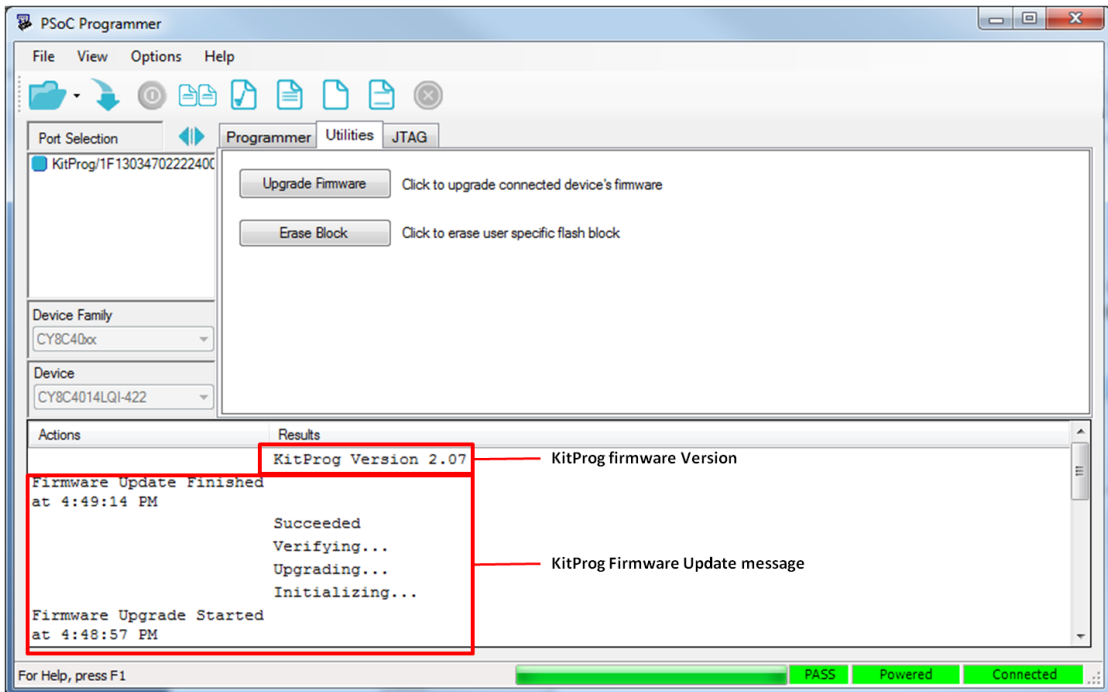 PSoC Programmer
File View Options Help
Port Selection
Programmer Utilities JTAG
KitProg/1F13034702222400
Upgrade Firmware Click to upgrade connected device's firmware
Erase Block Click to erase user specific flash block
Device Family
CY8C40xx
Device
CY8C4014LQI-422
Actions Results
KitProg Version 2.07 KitProg firmware Version
Firmware Update Finished
at 4:49:14 PM
Succeeded
Verifying...
Upgrading... KitProg Firmware Update message
Initializing...
Firmware Upgrade Started
at 4:48:57 PM
For Help, press F1 PASS Powered Connected